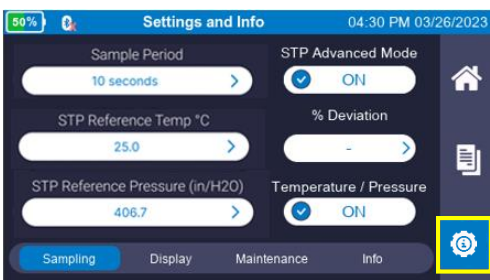 50% Settings and Info 04:30 PM 03/26/2023
Sample Period STP Advanced Mode
10 seconds > ON
STP Reference Temp °C % Deviation
25.0 > - >
STP Reference Pressure (in/H2O) Temperature / Pressure
406.7 > ON
Sampling Display Maintenance Info